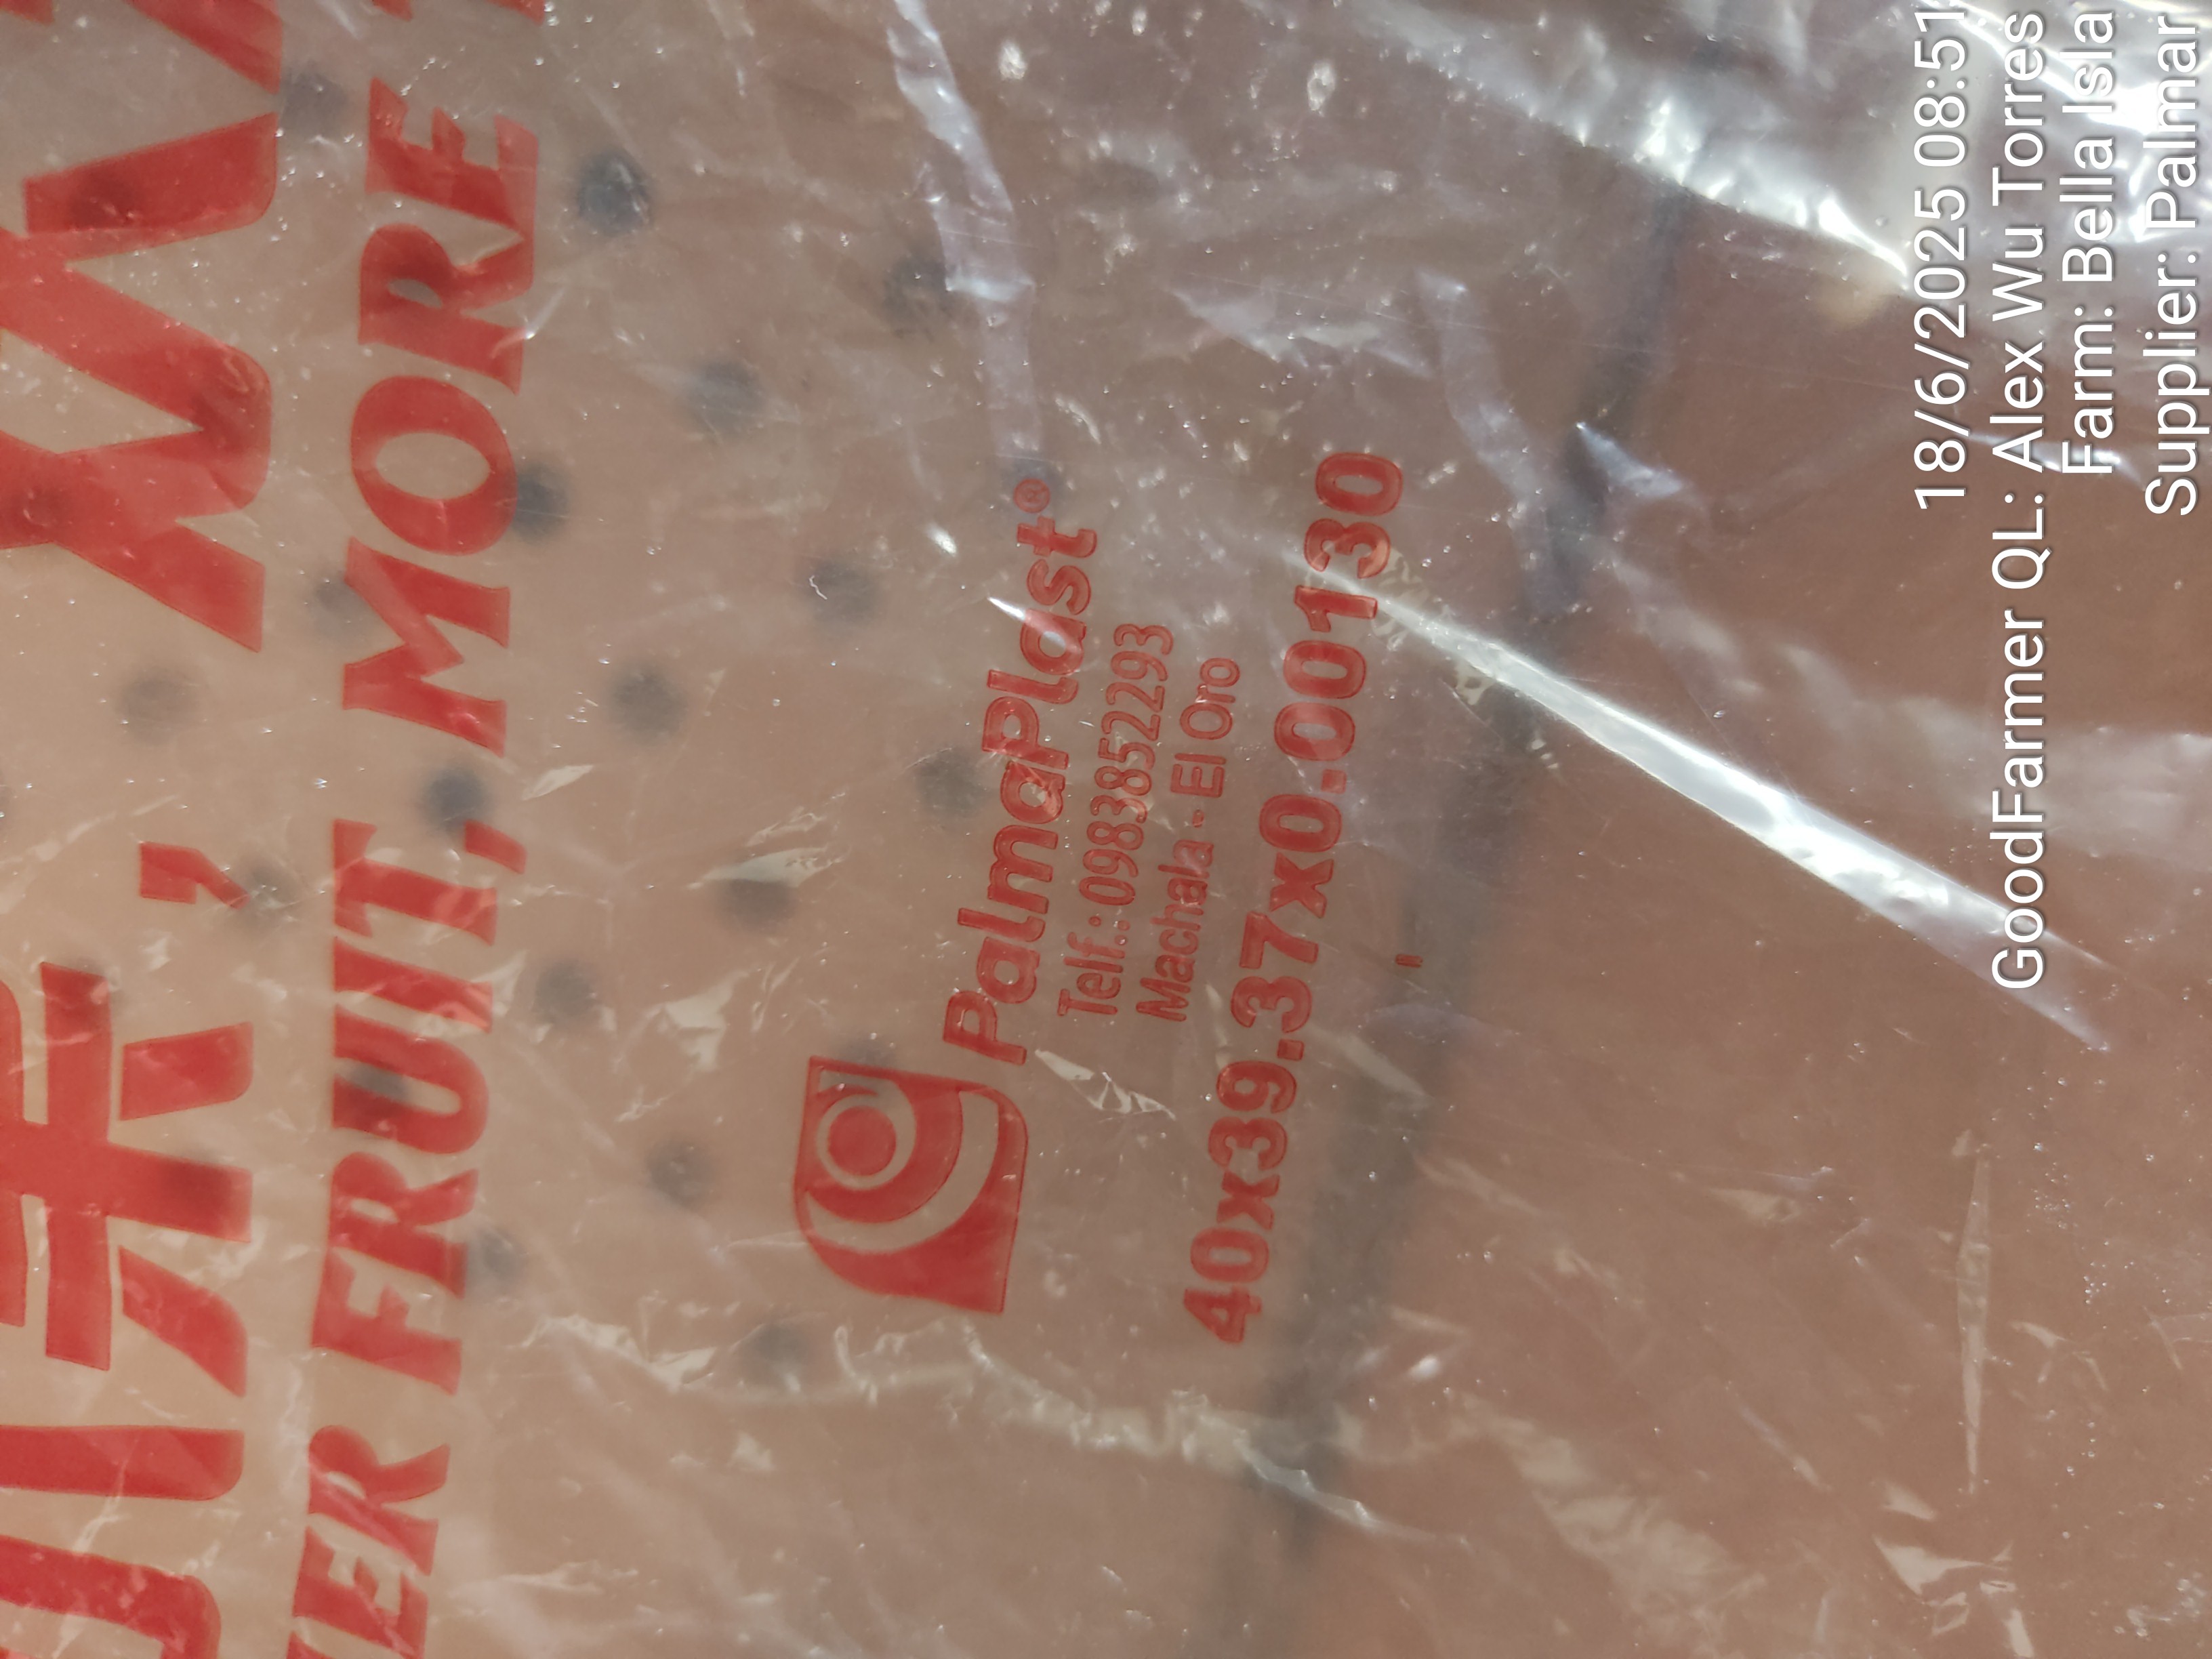 果，
FRUIT, MORE
PalmaPlast®
Telf.: 0983852293
Machala - El Oro
40x39.37x0.00130
18/6/2025 08:51
GoodFarmer QL: Alex Wu Torres
Farm: Bella Isla
Supplier: Palmar